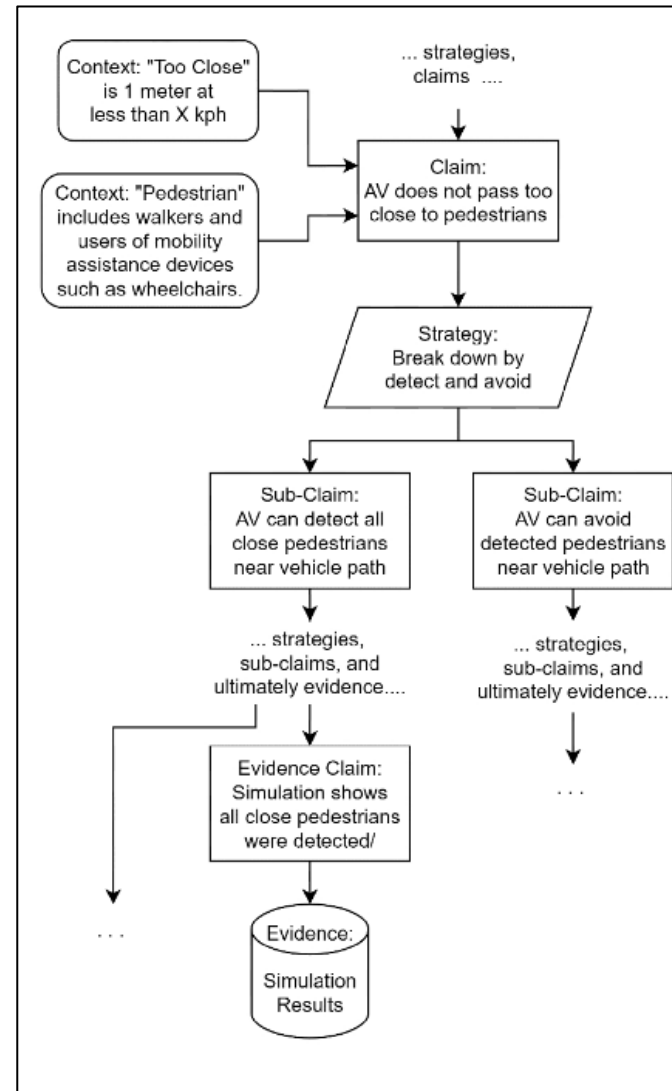 Context: "Too Close"
is 1 meter at
less than X kph
... strategies,
claims ....
Claim:
AV does not pass too
close to pedestrians
Context: "Pedestrian"
includes walkers and
users of mobility
assistance devices
such as wheelchairs.
Strategy:
Break down by
detect and avoid
Sub-Claim:
AV can detect all
close pedestrians
near vehicle path
Sub-Claim:
AV can avoid
detected pedestrians
near vehicle path
... strategies,
sub-claims, and
ultimately evidence....
... strategies,
sub-claims, and
ultimately evidence....
Evidence Claim:
Simulation shows
all close pedestrians
were detected/
. . .
. . .
Evidence:
Simulation
Results